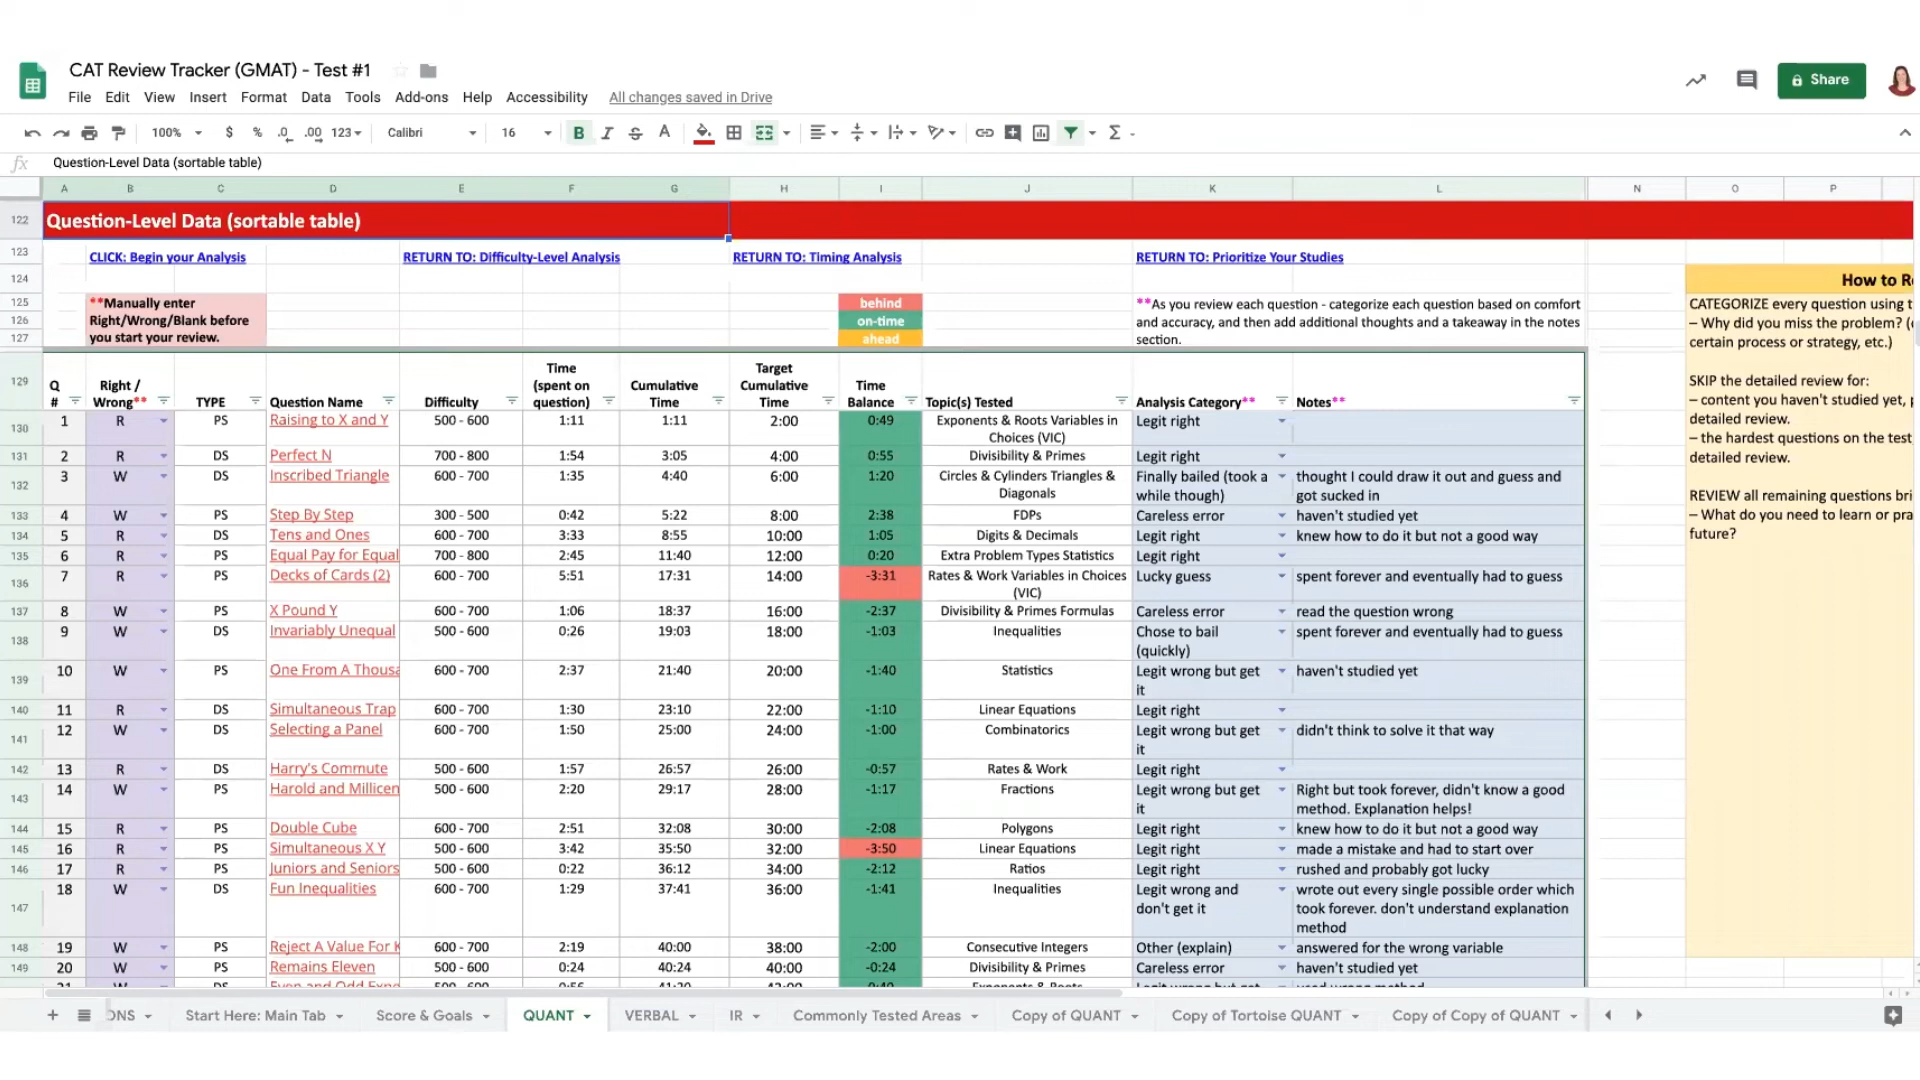 CAT Review Tracker (GMAT) - Test #1
File Edit View Insert Format Data Tools Add-ons Help Accessibility All changes saved in Drive
Share
100% $ % .0 .00 123 Calibri 16 B I S A
fx Question-Level Data (sortable table)
A B C D E F G H I J K L N O P
122 Question-Level Data (sortable table)
123 CLICK: Begin your Analysis RETURN TO: Difficulty-Level Analysis RETURN TO: Timing Analysis RETURN TO: Prioritize Your Studies
124 How to R
125 **Manually enter behind **As you review each question - categorize each question based on comfort CATEGORIZE every question using t
126 Right/Wrong/Blank before on-time and accuracy, and then add additional thoughts and a takeaway in the notes – Why did you miss the problem? (
127 you start your review. ahead section. certain process or strategy, etc.)
SKIP the detailed review for:
– content you haven't studied yet,
detailed review.
– the hardest questions on the test
detailed review.
REVIEW all remaining questions bri
– What do you need to learn or pra
future?
129 Q # Right / Wrong** TYPE Question Name Difficulty Time (spent on question) Cumulative Time Target Cumulative Time Time Balance Topic(s) Tested Analysis Category** Notes**
130 1 R PS Raising to X and Y 500 - 600 1:11 1:11 2:00 0:49 Exponents & Roots Variables in Choices (VIC) Legit right
131 2 R DS Perfect N 700 - 800 1:54 3:05 4:00 0:55 Divisibility & Primes Legit right
132 3 W DS Inscribed Triangle 600 - 700 1:35 4:40 6:00 1:20 Circles & Cylinders Triangles & Diagonals Finally bailed (took a while though) thought I could draw it out and guess and got sucked in
133 4 W PS Step By Step 300 - 500 0:42 5:22 8:00 2:38 FDPs Careless error haven't studied yet
134 5 R DS Tens and Ones 600 - 700 3:33 8:55 10:00 1:05 Digits & Decimals Legit right knew how to do it but not a good way
135 6 R PS Equal Pay for Equal 700 - 800 2:45 11:40 12:00 0:20 Extra Problem Types Statistics Legit right
136 7 R PS Decks of Cards (2) 600 - 700 5:51 17:31 14:00 -3:31 Rates & Work Variables in Choices (VIC) Lucky guess spent forever and eventually had to guess
137 8 W PS X Pound Y 600 - 700 1:06 18:37 16:00 -2:37 Divisibility & Primes Formulas Careless error read the question wrong
138 9 W DS Invariably Unequal 500 - 600 0:26 19:03 18:00 -1:03 Inequalities Chose to bail (quickly) spent forever and eventually had to guess
139 10 W PS One From A Thousa 600 - 700 2:37 21:40 20:00 -1:40 Statistics Legit wrong but get it haven't studied yet
140 11 R DS Simultaneous Trap 600 - 700 1:30 23:10 22:00 -1:10 Linear Equations Legit right
141 12 W DS Selecting a Panel 600 - 700 1:50 25:00 24:00 -1:00 Combinatorics Legit wrong but get it didn't think to solve it that way
142 13 R DS Harry's Commute 500 - 600 1:57 26:57 26:00 -0:57 Rates & Work Legit right
143 14 W PS Harold and Millicen 500 - 600 2:20 29:17 28:00 -1:17 Fractions Legit wrong but get it Right but took forever, didn't know a good method. Explanation helps!
144 15 R PS Double Cube 600 - 700 2:51 32:08 30:00 -2:08 Polygons Legit right knew how to do it but not a good way
145 16 R PS Simultaneous X Y 500 - 600 3:42 35:50 32:00 -3:50 Linear Equations Legit right made a mistake and had to start over
146 17 R PS Juniors and Seniors 500 - 600 0:22 36:12 34:00 -2:12 Ratios Legit right rushed and probably got lucky
147 18 W DS Fun Inequalities 600 - 700 1:29 37:41 36:00 -1:41 Inequalities Legit wrong and don't get it wrote out every single possible order which took forever. don't understand explanation method
148 19 W PS Reject A Value For 600 - 700 2:19 40:00 38:00 -2:00 Consecutive Integers Other (explain) answered for the wrong variable
149 20 W PS Remains Eleven 500 - 600 0:24 40:24 40:00 -0:24 Divisibility & Primes Careless error haven't studied yet
ONS Start Here: Main Tab Score & Goals QUANT VERBAL IR Commonly Tested Areas Copy of QUANT Copy of Tortoise QUANT Copy of Copy of QUANT